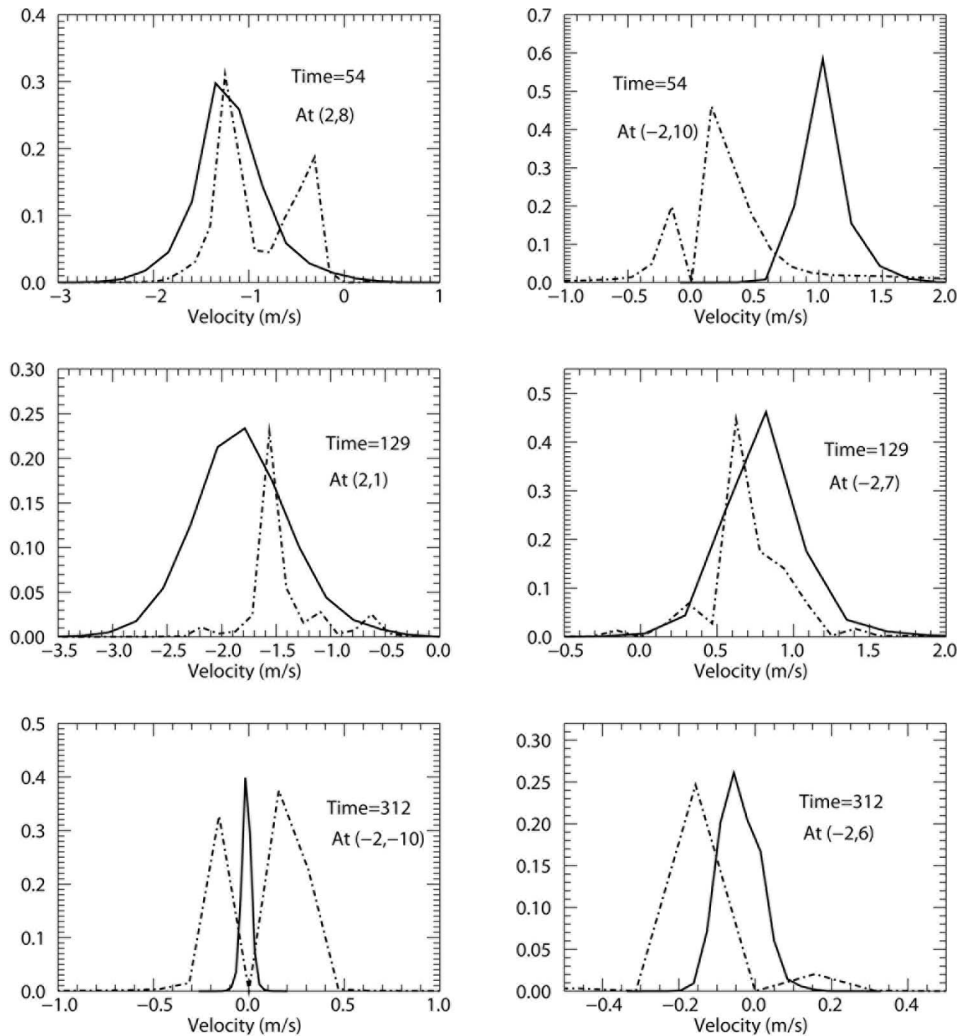 0.4
0.3
0.2
0.1
0.0
Time=54
At (2,8)
−3 −2 −1 0 1
Velocity (m/s)
0.7
0.6
0.5
0.4
0.3
0.2
0.1
0.0
Time=54
At (−2,10)
−1.0 −0.5 0.0 0.5 1.0 1.5 2.0
Velocity (m/s)
0.30
0.25
0.20
0.15
0.10
0.05
0.00
Time=129
At (2,1)
−3.5 −3.0 −2.5 −2.0 −1.5 −1.0 −0.5 0.0
Velocity (m/s)
0.5
0.4
0.3
0.2
0.1
0.0
Time=129
At (−2,7)
−0.5 0.0 0.5 1.0 1.5 2.0
Velocity (m/s)
0.5
0.4
0.3
0.2
0.1
0.0
Time=312
At (−2,−10)
−1.0 −0.5 0.0 0.5 1.0
Velocity (m/s)
0.30
0.25
0.20
0.15
0.10
0.05
0.00
Time=312
At (−2,6)
−0.4 −0.2 0.0 0.2 0.4
Velocity (m/s)